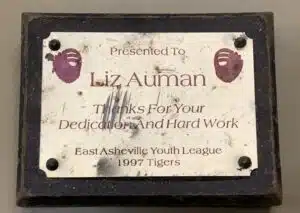 Presented To
Liz Auman
Thanks For Your
Dedication And Hard Work
East Asheville Youth League
1997 Tigers